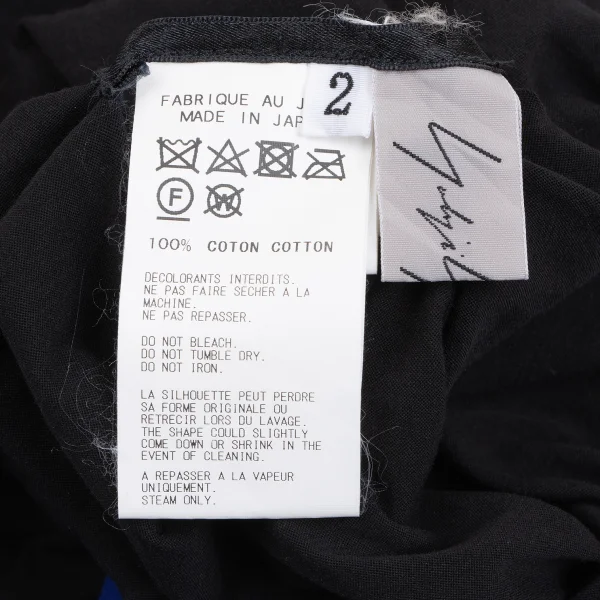 FABRIQUE AU J
MADE IN JAP
2
F
W
100% COTON COTTON
DECOLORANTS INTERDITS.
NE PAS FAIRE SECHER A LA
MACHINE.
NE PAS REPASSER.
DO NOT BLEACH.
DO NOT TUMBLE DRY.
DO NOT IRON.
LA SILHOUETTE PEUT PERDRE
SA FORME ORIGINALE OU
RETRECIR LORS DU LAVAGE.
THE SHAPE COULD SLIGHTLY
COME DOWN OR SHRINK IN THE
EVENT OF CLEANING.
A REPASSER A LA VAPEUR
UNIQUEMENT.
STEAM ONLY.